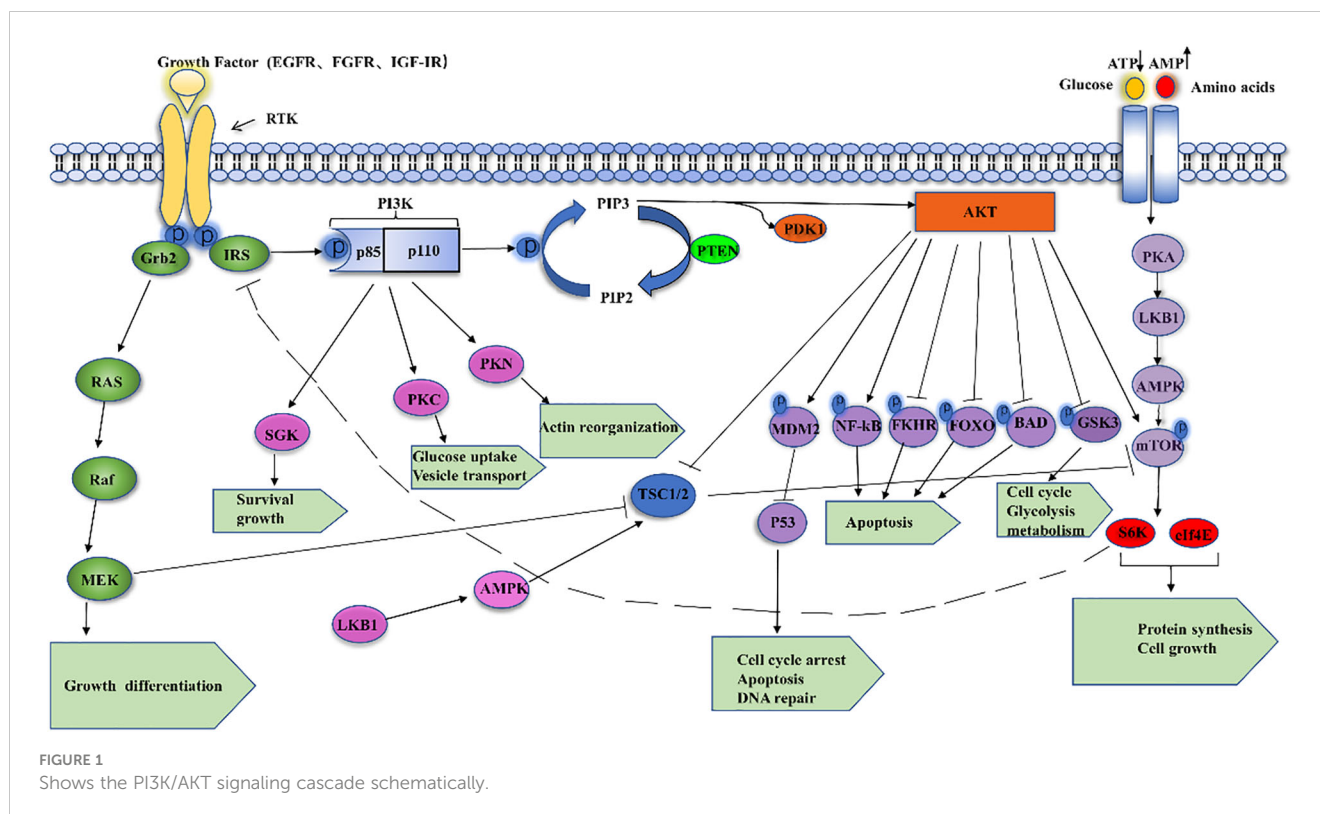 Growth Factor (EGFR、FGFR、IGF-IR)
RTK
ATP AMP
Glucose
Amino acids
PI3K
PIP3
AKT
PDK1
P
P
Grb2
IRS
P
p85
p110
P
PTEN
PIP2
PKA
LKB1
AMPK
RAS
PKN
PKC
SGK
Actin reorganization
Glucose uptake
Vesicle transport
P
MDM2
P
NF-kB
P
FKHR
P
FOXO
P
BAD
P
GSK3
P
mTOR
Raf
Survival
growth
TSC1/2
P53
Apoptosis
Cell cycle
Glycolysis
metabolism
S6K
eIf4E
MEK
AMPK
LKB1
Growth differentiation
Cell cycle arrest
Apoptosis
DNA repair
Protein synthesis
Cell growth
FIGURE 1
Shows the PI3K/AKT signaling cascade schematically.